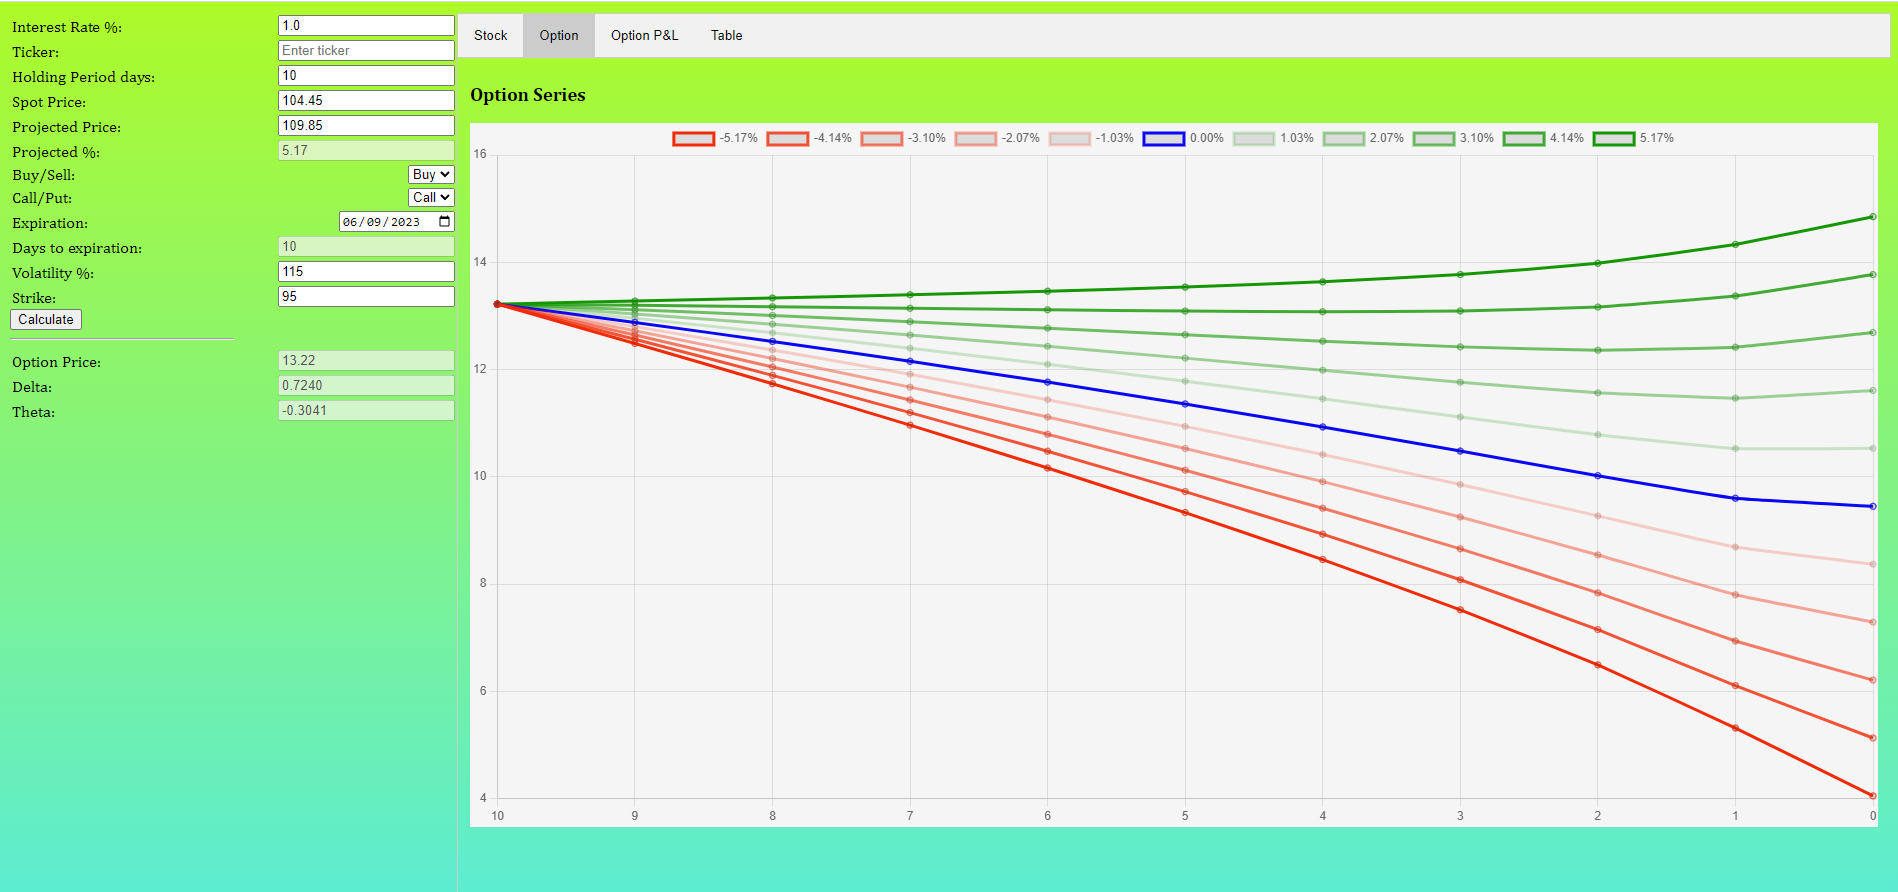 Interest Rate %: 1.0
Ticker: Enter ticker
Holding Period days: 10
Spot Price: 104.45
Projected Price: 109.85
Projected %: 5.17
Buy/Sell: Buy
Call/Put: Call
Expiration: 06/09/2023
Days to expiration: 10
Volatility %: 115
Strike: 95
Calculate
Option Price: 13.22
Delta: 0.7240
Theta: -0.3041
Stock Option Option P&L Table
Option Series
-5.17% -4.14% -3.10% -2.07% -1.03% 0.00% 1.03% 2.07% 3.10% 4.14% 5.17%
16
14
12
10
8
6
4
10 9 8 7 6 5 4 3 2 1 0